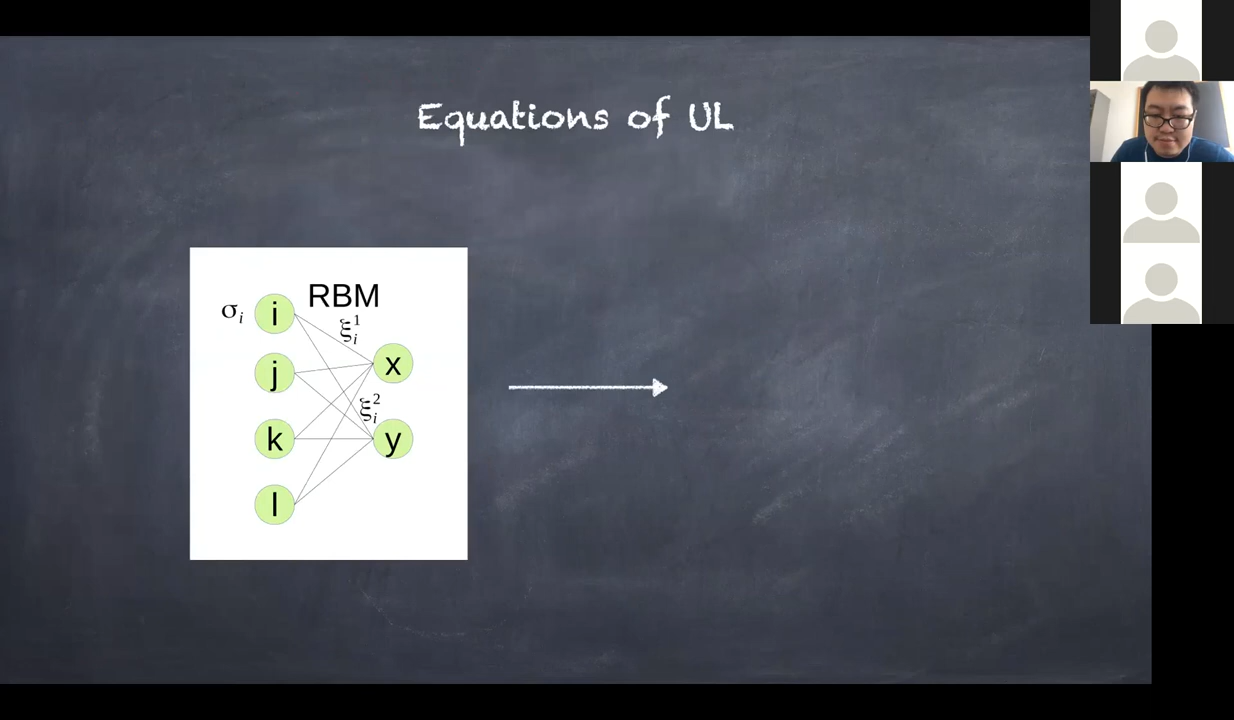 Equations of UL
RBM
σi
i
ξi1
j
x
ξi2
k
y
l